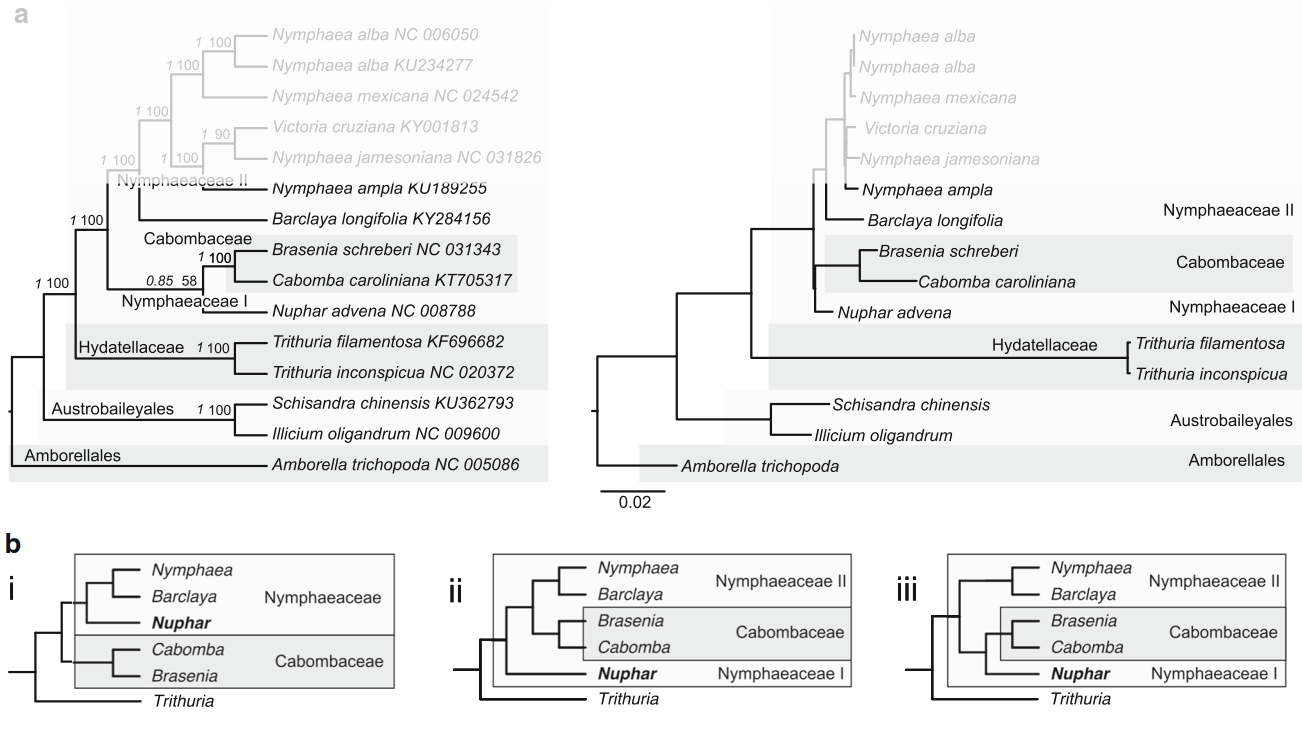 a
1 100
Nymphaea alba NC 006050
Nymphaea alba KU234277
1 100
Nymphaea mexicana NC 024542
1 100
Victoria cruziana KY001813
1 90
Nymphaea jamesoniana NC 031826
1 100
1 100
Nymphaeaceae II
Nymphaea ampla KU189255
Barclaya longifolia KY284156
1 100
Cabombaceae
Brasenia schreberi NC 031343
1 100
Cabomba caroliniana KT705317
0.85 58
1 100
Nymphaeaceae I
Nuphar advena NC 008788
Hydatellaceae
1 100
Trithuria filamentosa KF696682
Trithuria inconspicua NC 020372
Austrobaileyales
1 100
Schisandra chinensis KU362793
Illicium oligandrum NC 009600
Amborellales
Amborella trichopoda NC 005086
Nymphaea alba
Nymphaea alba
Nymphaea mexicana
Victoria cruziana
Nymphaea jamesoniana
Nymphaea ampla
Barclaya longifolia
Nymphaeaceae II
Brasenia schreberi
Cabombaceae
Cabomba caroliniana
Nuphar advena
Nymphaeaceae I
Hydatellaceae
Trithuria filamentosa
Trithuria inconspicua
Schisandra chinensis
Austrobaileyales
Illicium oligandrum
Amborella trichopoda
Amborellales
0.02
b
i
Nymphaea
Barclaya
Nymphaeaceae
Nuphar
Cabomba
Cabombaceae
Brasenia
Trithuria
ii
Nymphaea
Nymphaeaceae II
Barclaya
Brasenia
Cabombaceae
Cabomba
Nuphar
Nymphaeaceae I
Trithuria
iii
Nymphaea
Nymphaeaceae II
Barclaya
Brasenia
Cabombaceae
Cabomba
Nuphar
Nymphaeaceae I
Trithuria